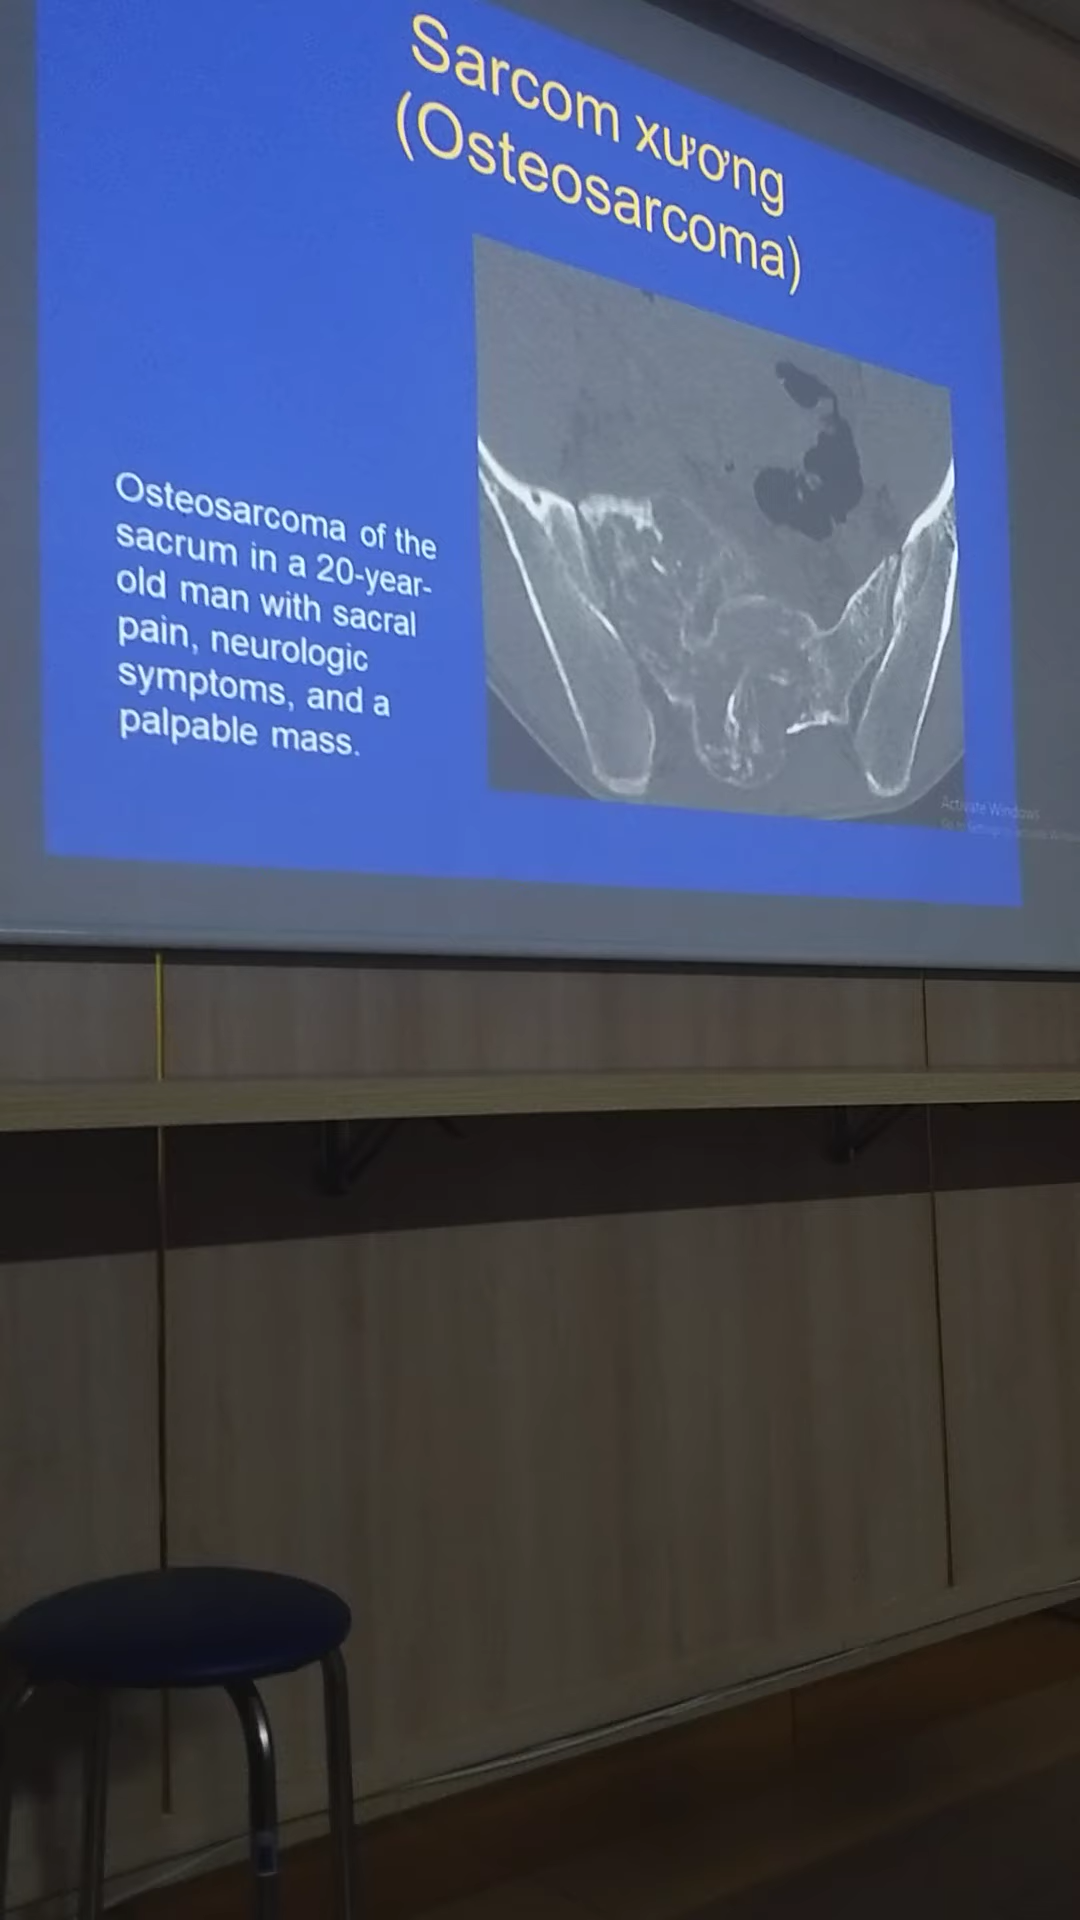 Sarcom xương
(Osteosarcoma)
Osteosarcoma of the
sacrum in a 20-year-
old man with sacral
pain, neurologic
symptoms, and a
palpable mass.
Activate Windows